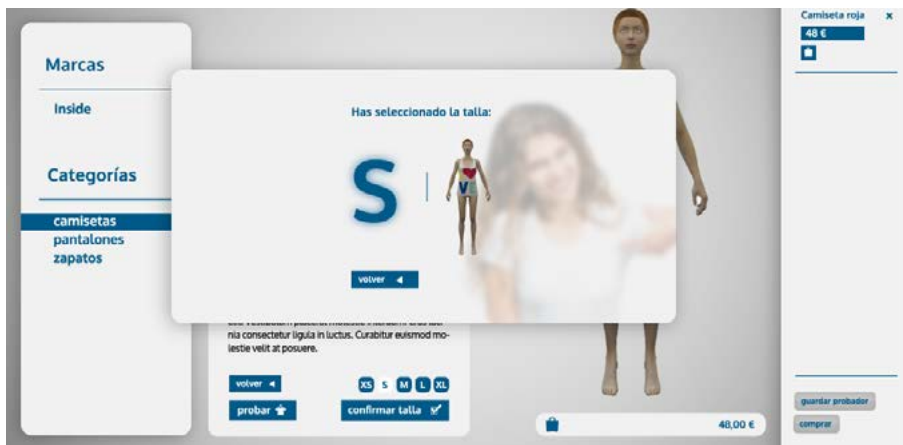 Marcas
Inside
Categorías
camisetas
pantalones
zapatos
Has seleccionado la talla:
S
V
volver
nia consectetur ligula in luctus. Curabitur euismod mo-
lestie velit at posuere.
volver
XS S M L XL
probar
confirmar talla
48,00 €
Camiseta roja x
48 €
guardar probador
comprar